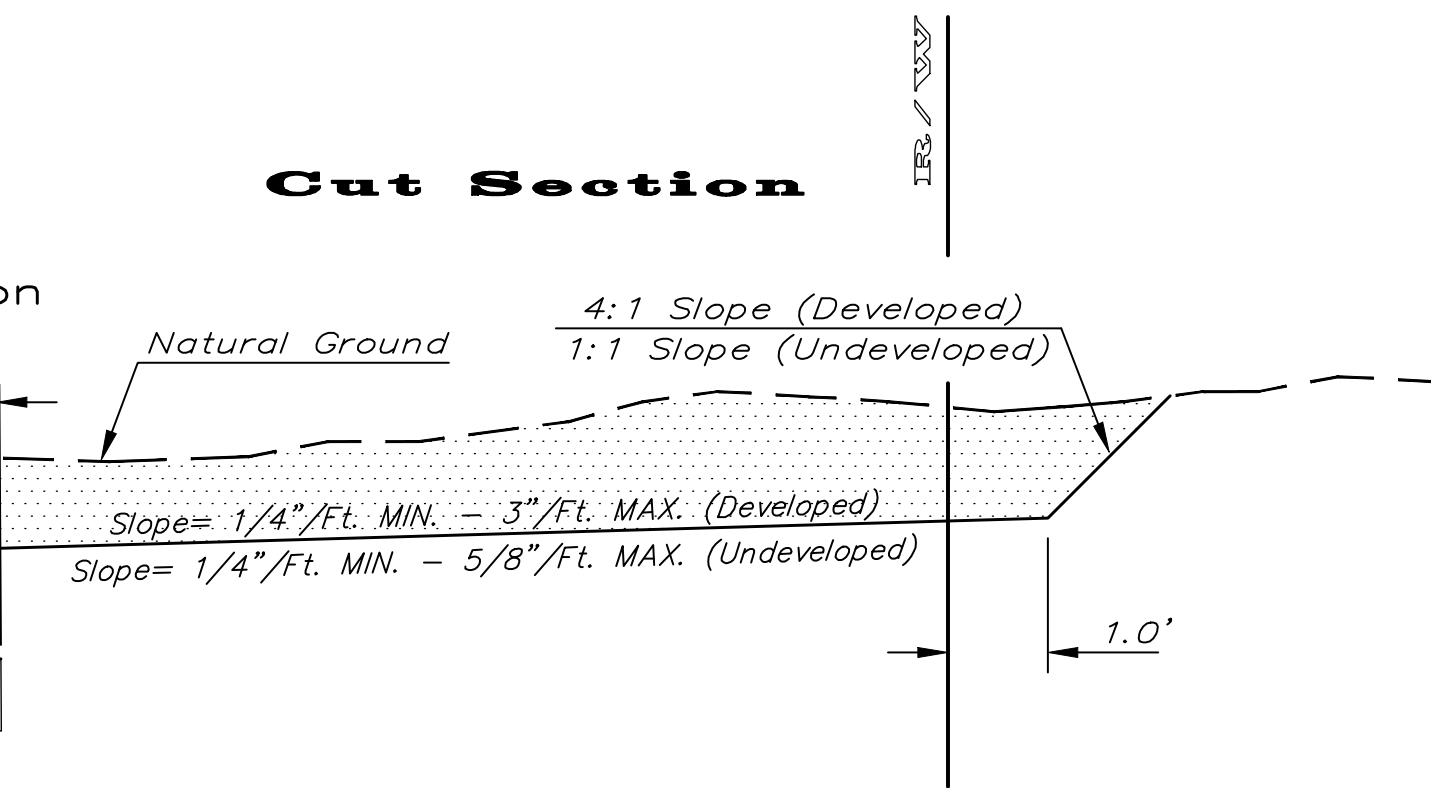 R/W
Cut Section
on
4:1 Slope (Developed)
1:1 Slope (Undeveloped)
Natural Ground
Slope= 1/4"/Ft. MIN. - 3"/Ft. MAX. (Developed)
Slope= 1/4"/Ft. MIN. - 5/8"/Ft. MAX. (Undeveloped)
1.0'